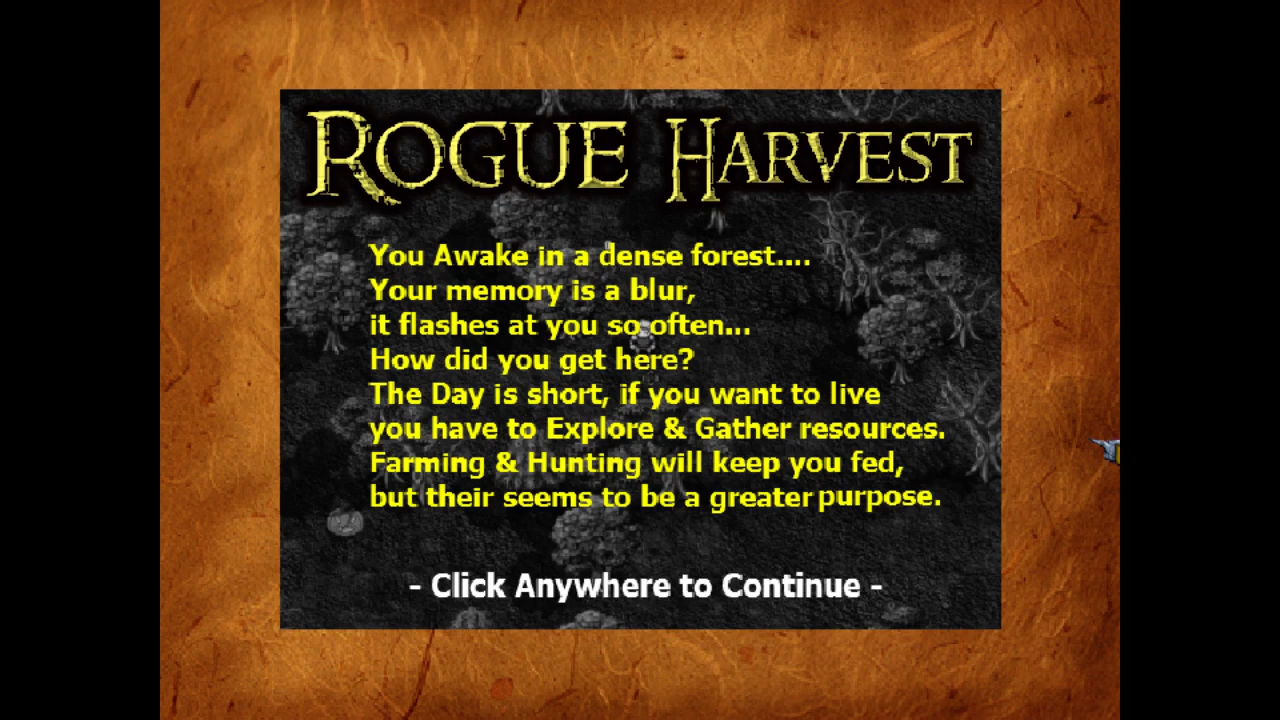 ROGUE HARVEST
You Awake in a dense forest....
Your memory is a blur,
it flashes at you so often...
How did you get here?
The Day is short, if you want to live
you have to Explore & Gather resources.
Farming & Hunting will keep you fed,
but their seems to be a greater purpose.
- Click Anywhere to Continue -